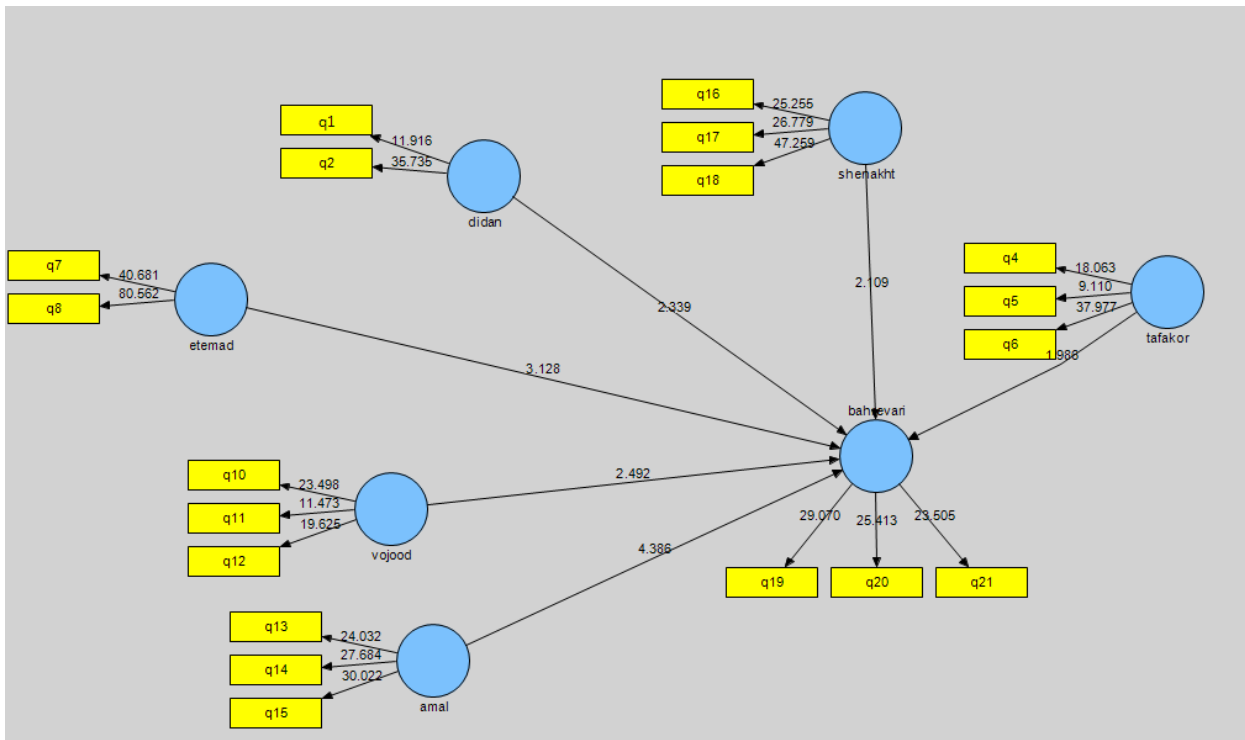 q16
25.255
q17
26.779
q18
47.259
shenakht
q1
11.916
q2
35.735
didan
q7
40.681
q8
80.562
etemad
q4
18.063
q5
9.110
q6
37.977
tafakor
2.339
2.109
1.986
3.128
bahrevari
q10
23.498
q11
11.473
q12
19.625
vojood
2.492
4.386
29.070
25.413
23.505
q19
q20
q21
q13
24.032
q14
27.684
q15
30.022
amal